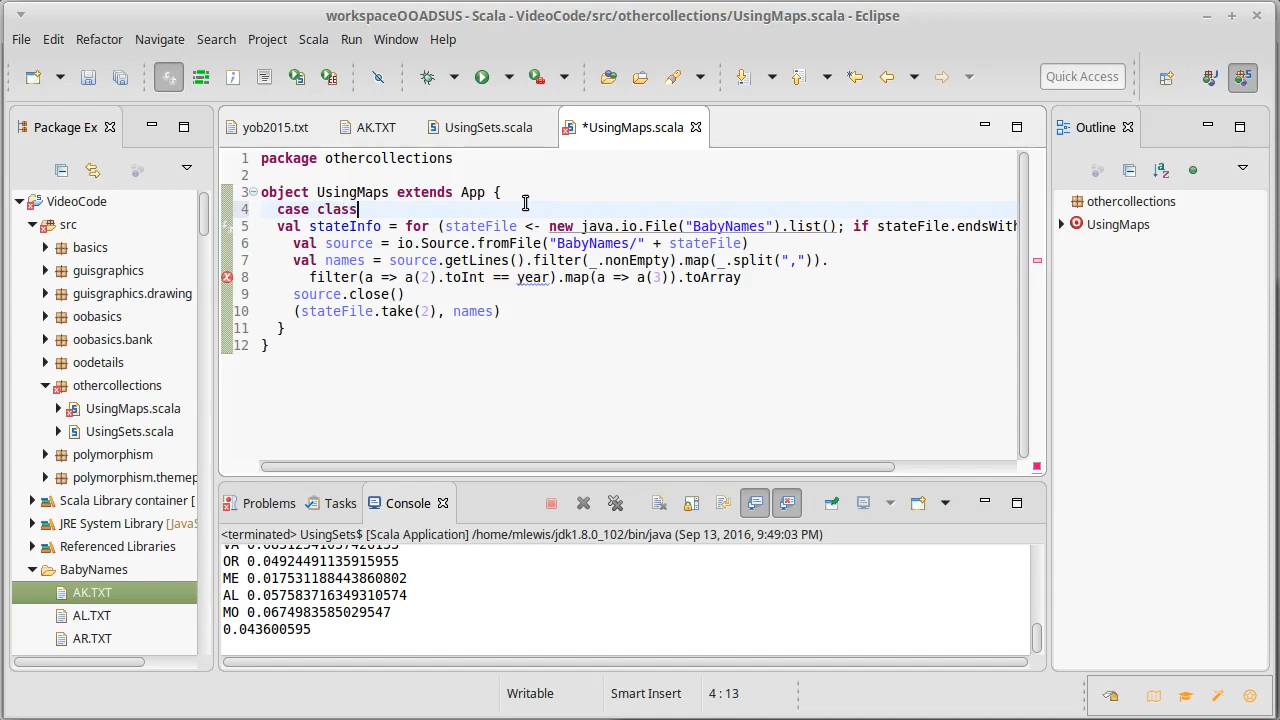 workspaceOOADSUS - Scala - VideoCode/src/othercollections/UsingMaps.scala - Eclipse
File Edit Refactor Navigate Search Project Scala Run Window Help
Quick Access
Package Ex
yob2015.txt
AK.TXT
UsingSets.scala
*UsingMaps.scala
Outline
VideoCode
src
basics
guisgraphics
guisgraphics.drawing
oobasics
oobasics.bank
oodetails
othercollections
UsingMaps.scala
UsingSets.scala
polymorphism
polymorphism.themep
Scala Library container [
JRE System Library [JavaS
Referenced Libraries
BabyNames
AK.TXT
AL.TXT
AR.TXT
1 package othercollections
2
3 object UsingMaps extends App {
4 case class
5 val stateInfo = for (stateFile <- new java.io.File("BabyNames").list(); if stateFile.endsWith
6 val source = io.Source.fromFile("BabyNames/" + stateFile)
7 val names = source.getLines().filter(_.nonEmpty).map(_.split(",")).
8 filter(a => a(2).toInt == year).map(a => a(3)).toArray
9 source.close()
10 (stateFile.take(2), names)
11 }
12 }
othercollections
UsingMaps
Problems
Tasks
Console
<terminated> UsingSets$ [Scala Application] /home/mlewis/jdk1.8.0_102/bin/java (Sep 13, 2016, 9:49:03 PM)
OR 0.04924491135915955
ME 0.017531188443860802
AL 0.057583716349310574
MO 0.0674983585029547
0.043600595
Writable
Smart Insert
4 : 13